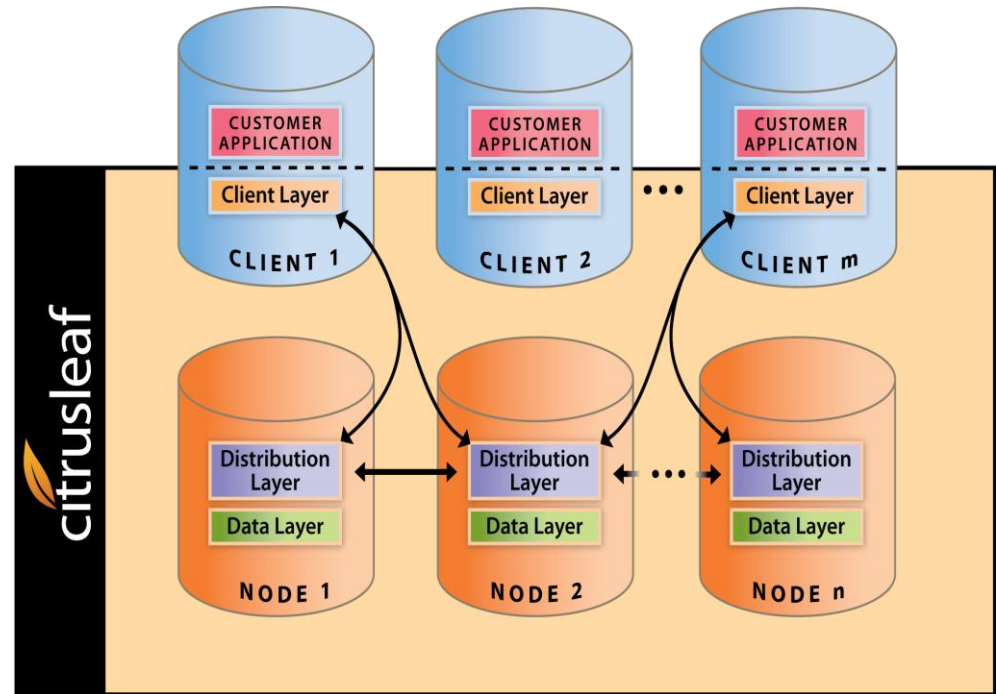 citrusleaf
CUSTOMER
APPLICATION
Client Layer
CLIENT 1
CUSTOMER
APPLICATION
Client Layer
CLIENT 2
•••
CUSTOMER
APPLICATION
Client Layer
CLIENT m
Distribution
Layer
Data Layer
NODE 1
Distribution
Layer
Data Layer
NODE 2
•••
Distribution
Layer
Data Layer
NODE n